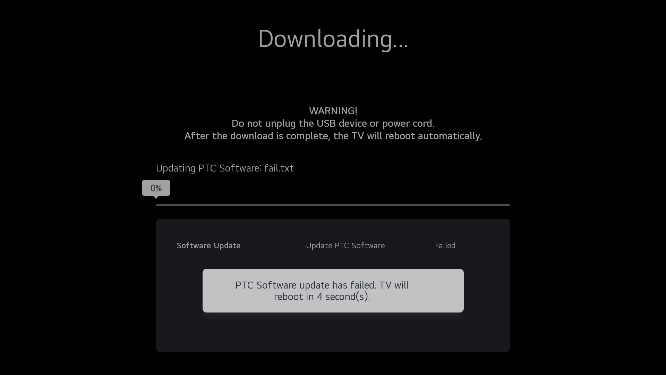 Downloading...
WARNING!
Do not unplug the USB device or power cord.
After the download is complete, the TV will reboot automatically.
Updating PTC Software: fail.txt
0%
Software Update Update PTC Software Failed
PTC Software update has failed. TV will
reboot in 4 second(s).